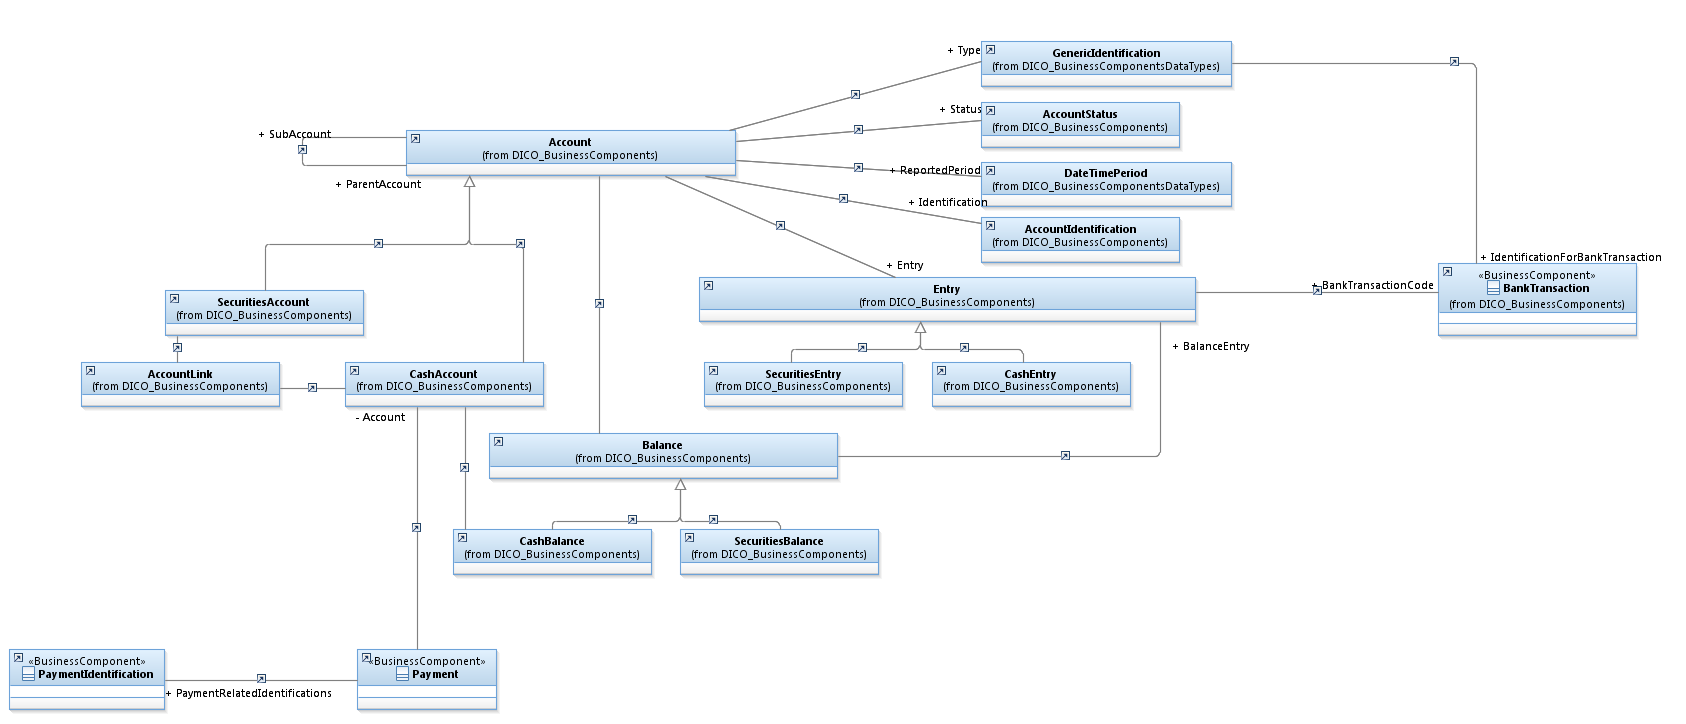 + Type
GenericIdentification
(from DICO_BusinessComponentsDataTypes)
+ Status
AccountStatus
(from DICO_BusinessComponents)
+ SubAccount
Account
(from DICO_BusinessComponents)
+ ParentAccount
+ ReportedPeriod
DateTimePeriod
(from DICO_BusinessComponentsDataTypes)
+ Identification
AccountIdentification
(from DICO_BusinessComponents)
+ Entry
Entry
(from DICO_BusinessComponents)
+ BankTransactionCode
+ IdentificationForBankTransaction
«BusinessComponent»
BankTransaction
(from DICO_BusinessComponents)
SecuritiesAccount
(from DICO_BusinessComponents)
+ BalanceEntry
AccountLink
(from DICO_BusinessComponents)
CashAccount
(from DICO_BusinessComponents)
SecuritiesEntry
(from DICO_BusinessComponents)
CashEntry
(from DICO_BusinessComponents)
- Account
Balance
(from DICO_BusinessComponents)
CashBalance
(from DICO_BusinessComponents)
SecuritiesBalance
(from DICO_BusinessComponents)
«BusinessComponent»
PaymentIdentification
+ PaymentRelatedIdentifications
«BusinessComponent»
Payment